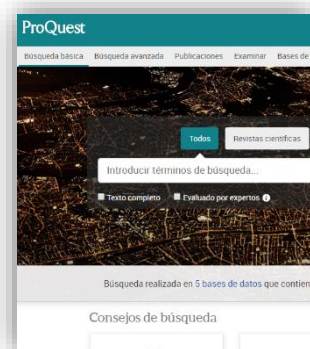 ProQuest
Búsqueda básica Búsqueda avanzada Publicaciones Examinar Bases de
Todos Revistas científicas
Introducir términos de búsqueda...
Texto completo Evaluado por expertos
Búsqueda realizada en 5 bases de datos que contien
Consejos de búsqueda